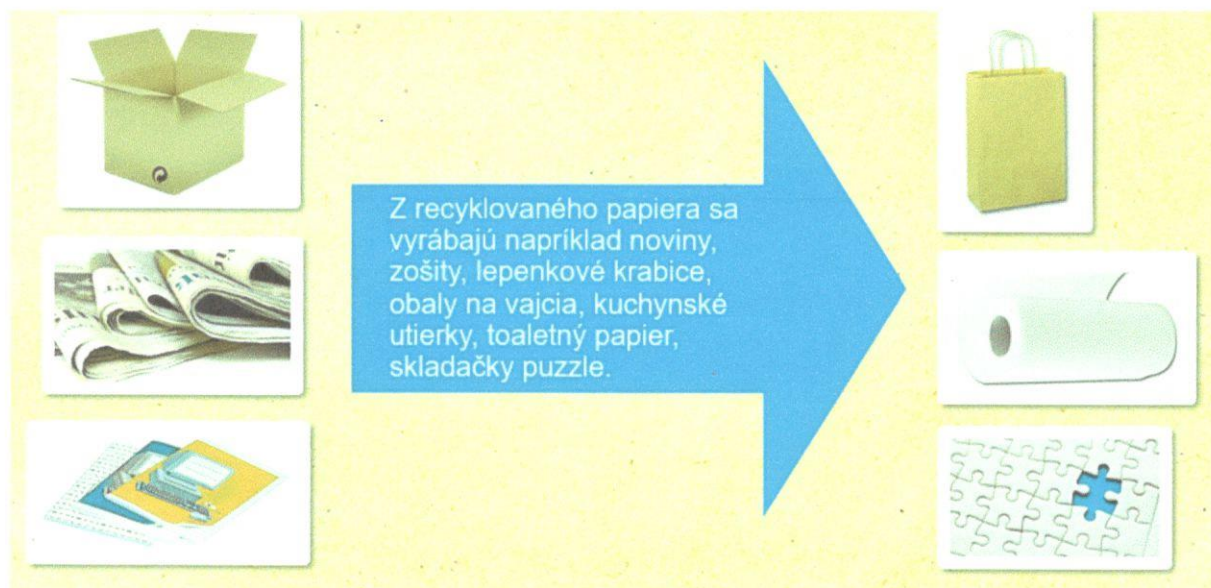 Z recyklovaného papiera sa
vyrábajú napríklad noviny,
zošity, lepenkové krabice,
obaly na vajcia, kuchynské
utierky, toaletný papier,
skladačky puzzle.